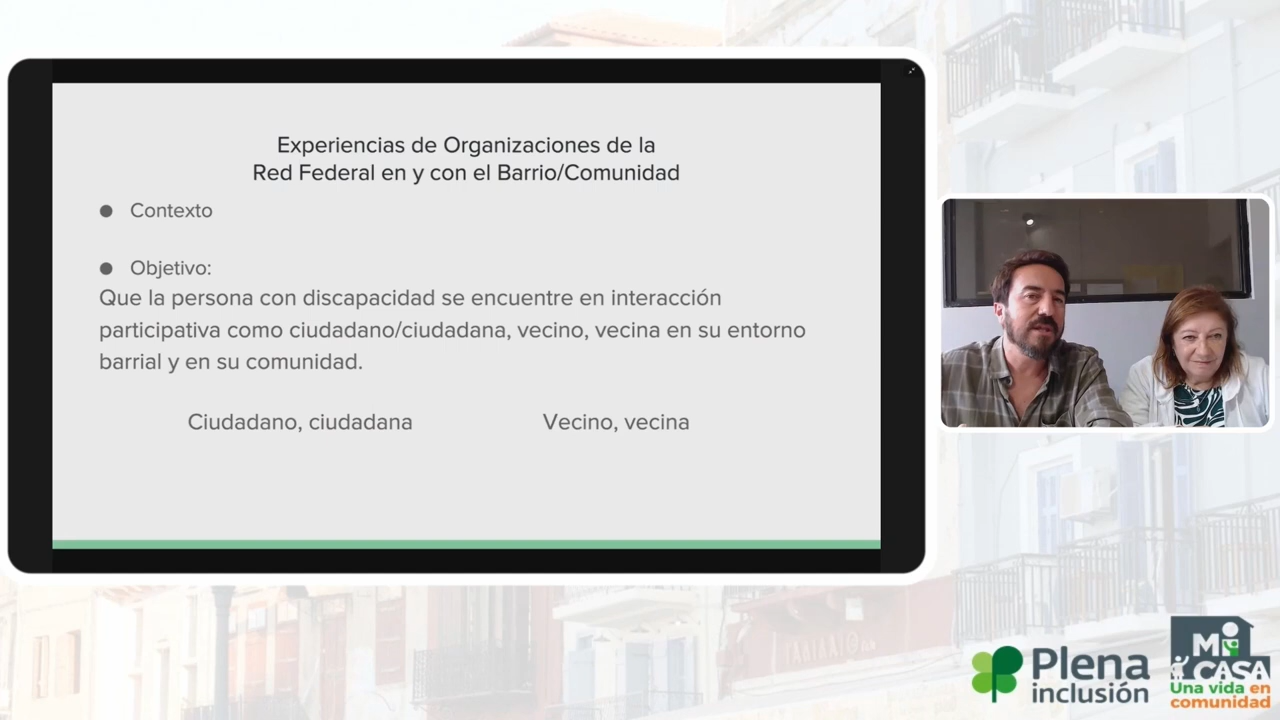 Experiencias de Organizaciones de la
Red Federal en y con el Barrio/Comunidad
● Contexto
● Objetivo:
Que la persona con discapacidad se encuentre en interacción
participativa como ciudadano/ciudadana, vecino, vecina en su entorno
barrial y en su comunidad.
Ciudadano, ciudadana
Vecino, vecina
Plena
inclusión
Mi
CASA
Una vida en
comunidad